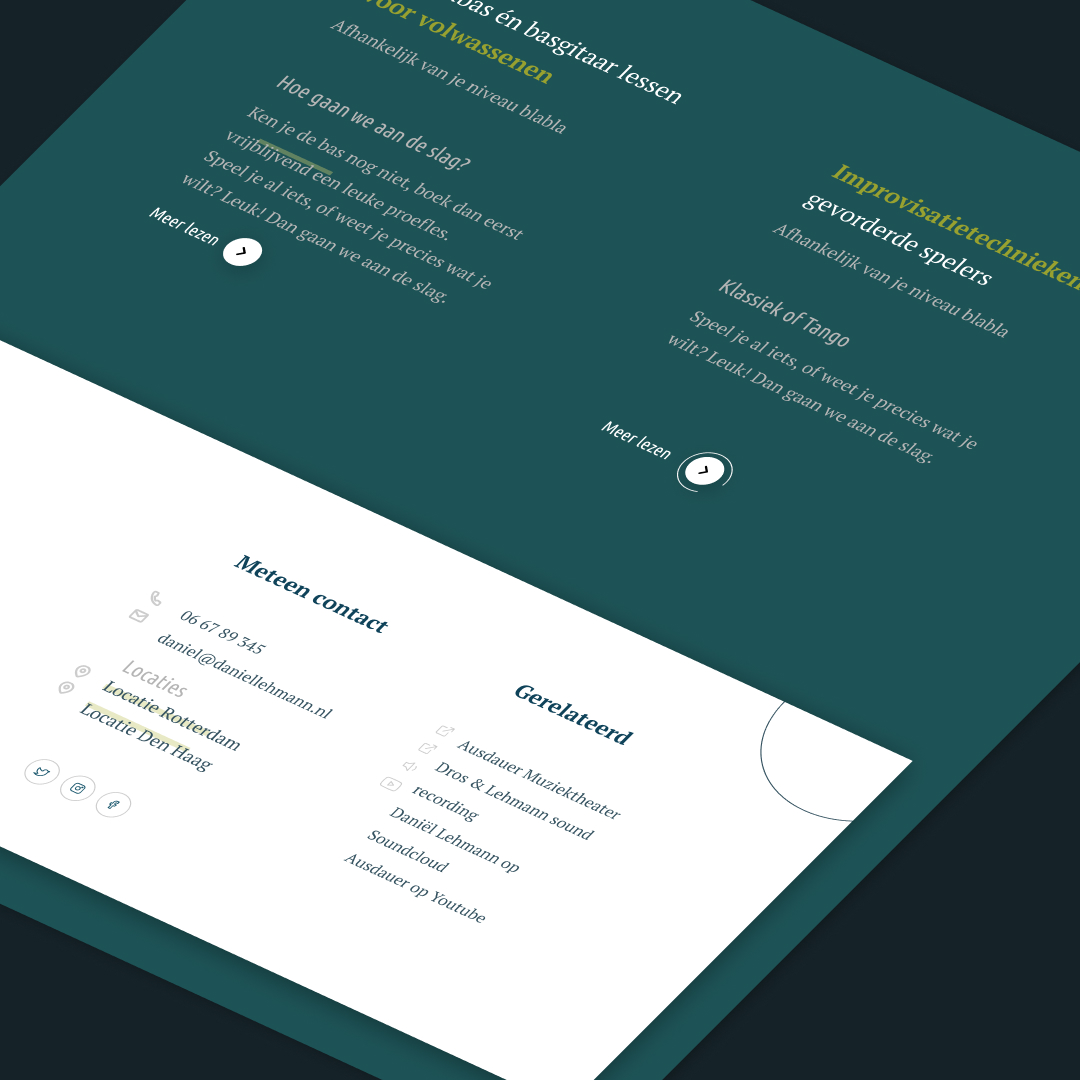 én basgitaar lessen
voor volwassenen
Afhankelijk van je niveau blabla
Hoe gaan we aan de slag?
Ken je de bas nog niet, boek dan eerst
vrijblijvend een leuke proefles.
Speel je al iets, of weet je precies wat je
wilt? Leuk! Dan gaan we aan de slag.
Meer lezen
Improvisatietechnieken
gevorderde spelers
Afhankelijk van je niveau blabla
Klassiek of Tango
Speel je al iets, of weet je precies wat je
wilt? Leuk! Dan gaan we aan de slag.
Meer lezen
Meteen contact
06 67 89 345
daniel@daniellehmann.nl
Locaties
Locatie Rotterdam
Locatie Den Haag
Gerelateerd
Ausdauer Muziektheater
Dros & Lehmann sound
recording
Daniël Lehmann op
Soundcloud
Ausdauer op Youtube